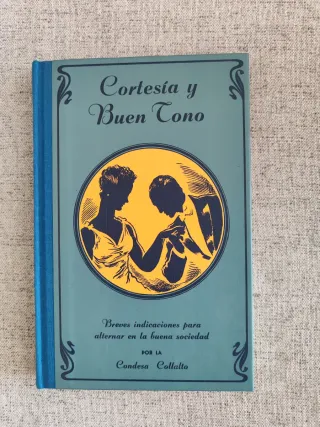 Cortesía y
Buen Tono
Breves indicaciones para
alternar en la buena sociedad
POR LA
Condesa Collalto